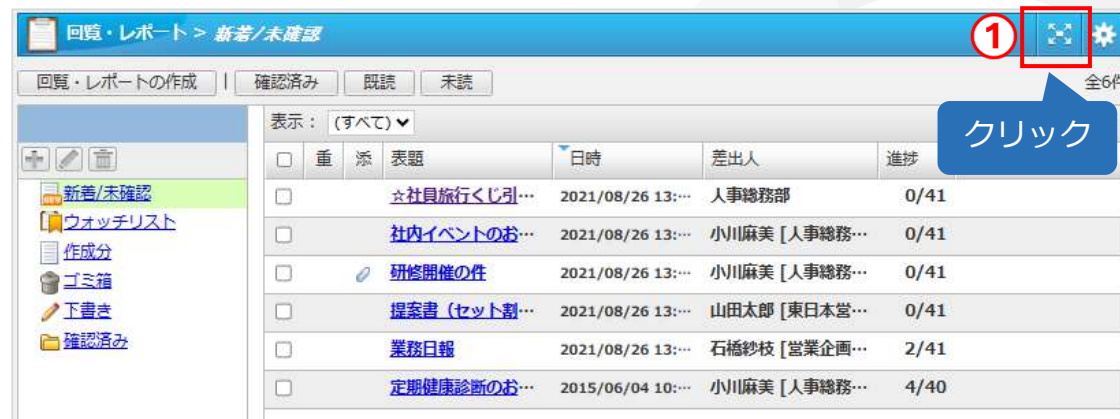 回覧・レポート > 新着/未確認
①
回覧・レポートの作成 | 確認済み 既読 未読
全6件
クリック
表示： (すべて)
重 添 表題 日時 差出人 進捗
新着/未確認
ウォッチリスト
作成分
ゴミ箱
下書き
確認済み
☆社員旅行くじ引… 2021/08/26 13:… 人事総務部 0/41
社内イベントのお… 2021/08/26 13:… 小川麻美 [人事総務… 0/41
研修開催の件 2021/08/26 13:… 小川麻美 [人事総務… 0/41
提案書（セット割… 2021/08/26 13:… 山田太郎 [東日本営… 0/41
業務日報 2021/08/26 13:… 石橋紗枝 [営業企画… 2/41
定期健康診断のお… 2015/06/04 10:… 小川麻美 [人事総務… 4/40